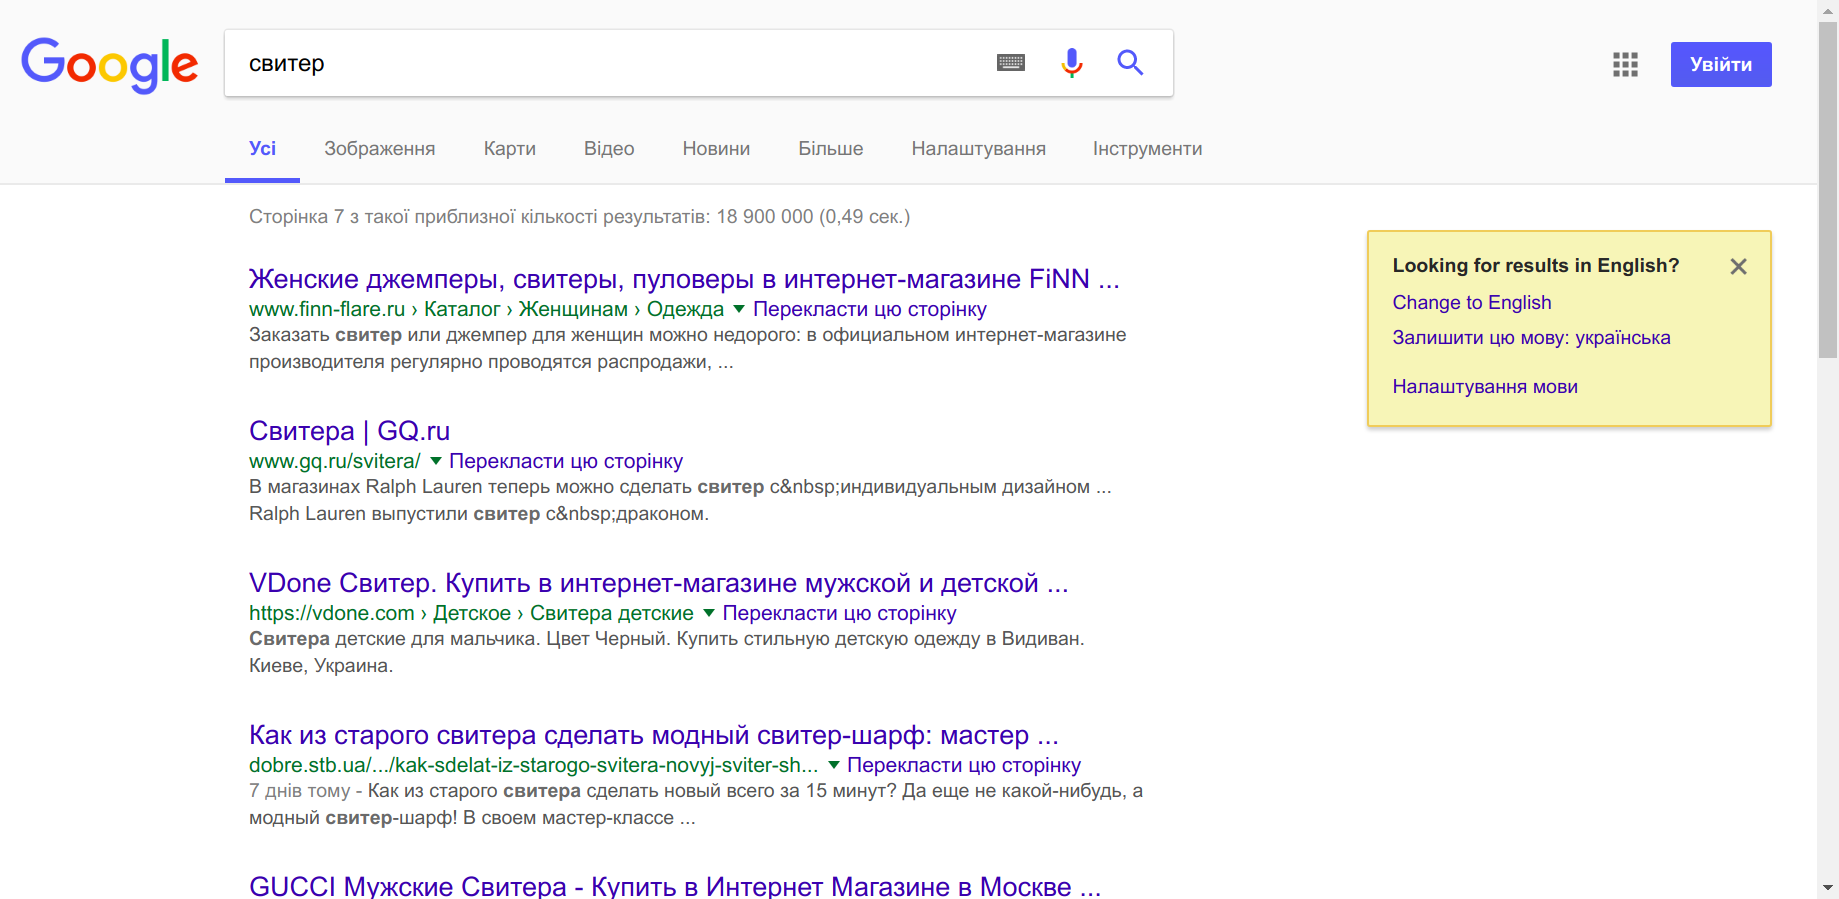 Google
свитер
Увійти
Усі Зображення Карти Відео Новини Більше Налаштування Інструменти
Сторінка 7 з такої приблизної кількості результатів: 18 900 000 (0,49 сек.)
Женские джемперы, свитеры, пуловеры в интернет-магазине FiNN ...
www.finn-flare.ru › Каталог › Женщинам › Одежда ▼ Перекласти цю сторінку
Заказать свитер или джемпер для женщин можно недорого: в официальном интернет-магазине
производителя регулярно проводятся распродажи, ...
Свитера | GQ.ru
www.gq.ru/svitera/ ▼ Перекласти цю сторінку
В магазинах Ralph Lauren теперь можно сделать свитер с&nbsp;индивидуальным дизайном ...
Ralph Lauren выпустили свитер с&nbsp;драконом.
VDone Свитер. Купить в интернет-магазине мужской и детской ...
https://vdone.com › Детское › Свитера детские ▼ Перекласти цю сторінку
Свитера детские для мальчика. Цвет Черный. Купить стильную детскую одежду в Видиван.
Киеве, Украина.
Как из старого свитера сделать модный свитер-шарф: мастер ...
dobre.stb.ua/.../kak-sdelat-iz-starogo-svitera-novyj-sviter-sh... ▼ Перекласти цю сторінку
7 днів тому - Как из старого свитера сделать новый всего за 15 минут? Да еще не какой-нибудь, а
модный свитер-шарф! В своем мастер-классе ...
GUCCI Мужские Свитера - Купить в Интернет Магазине в Москве ...
Looking for results in English?
Change to English
Залишити цю мову: українська
Налаштування мови